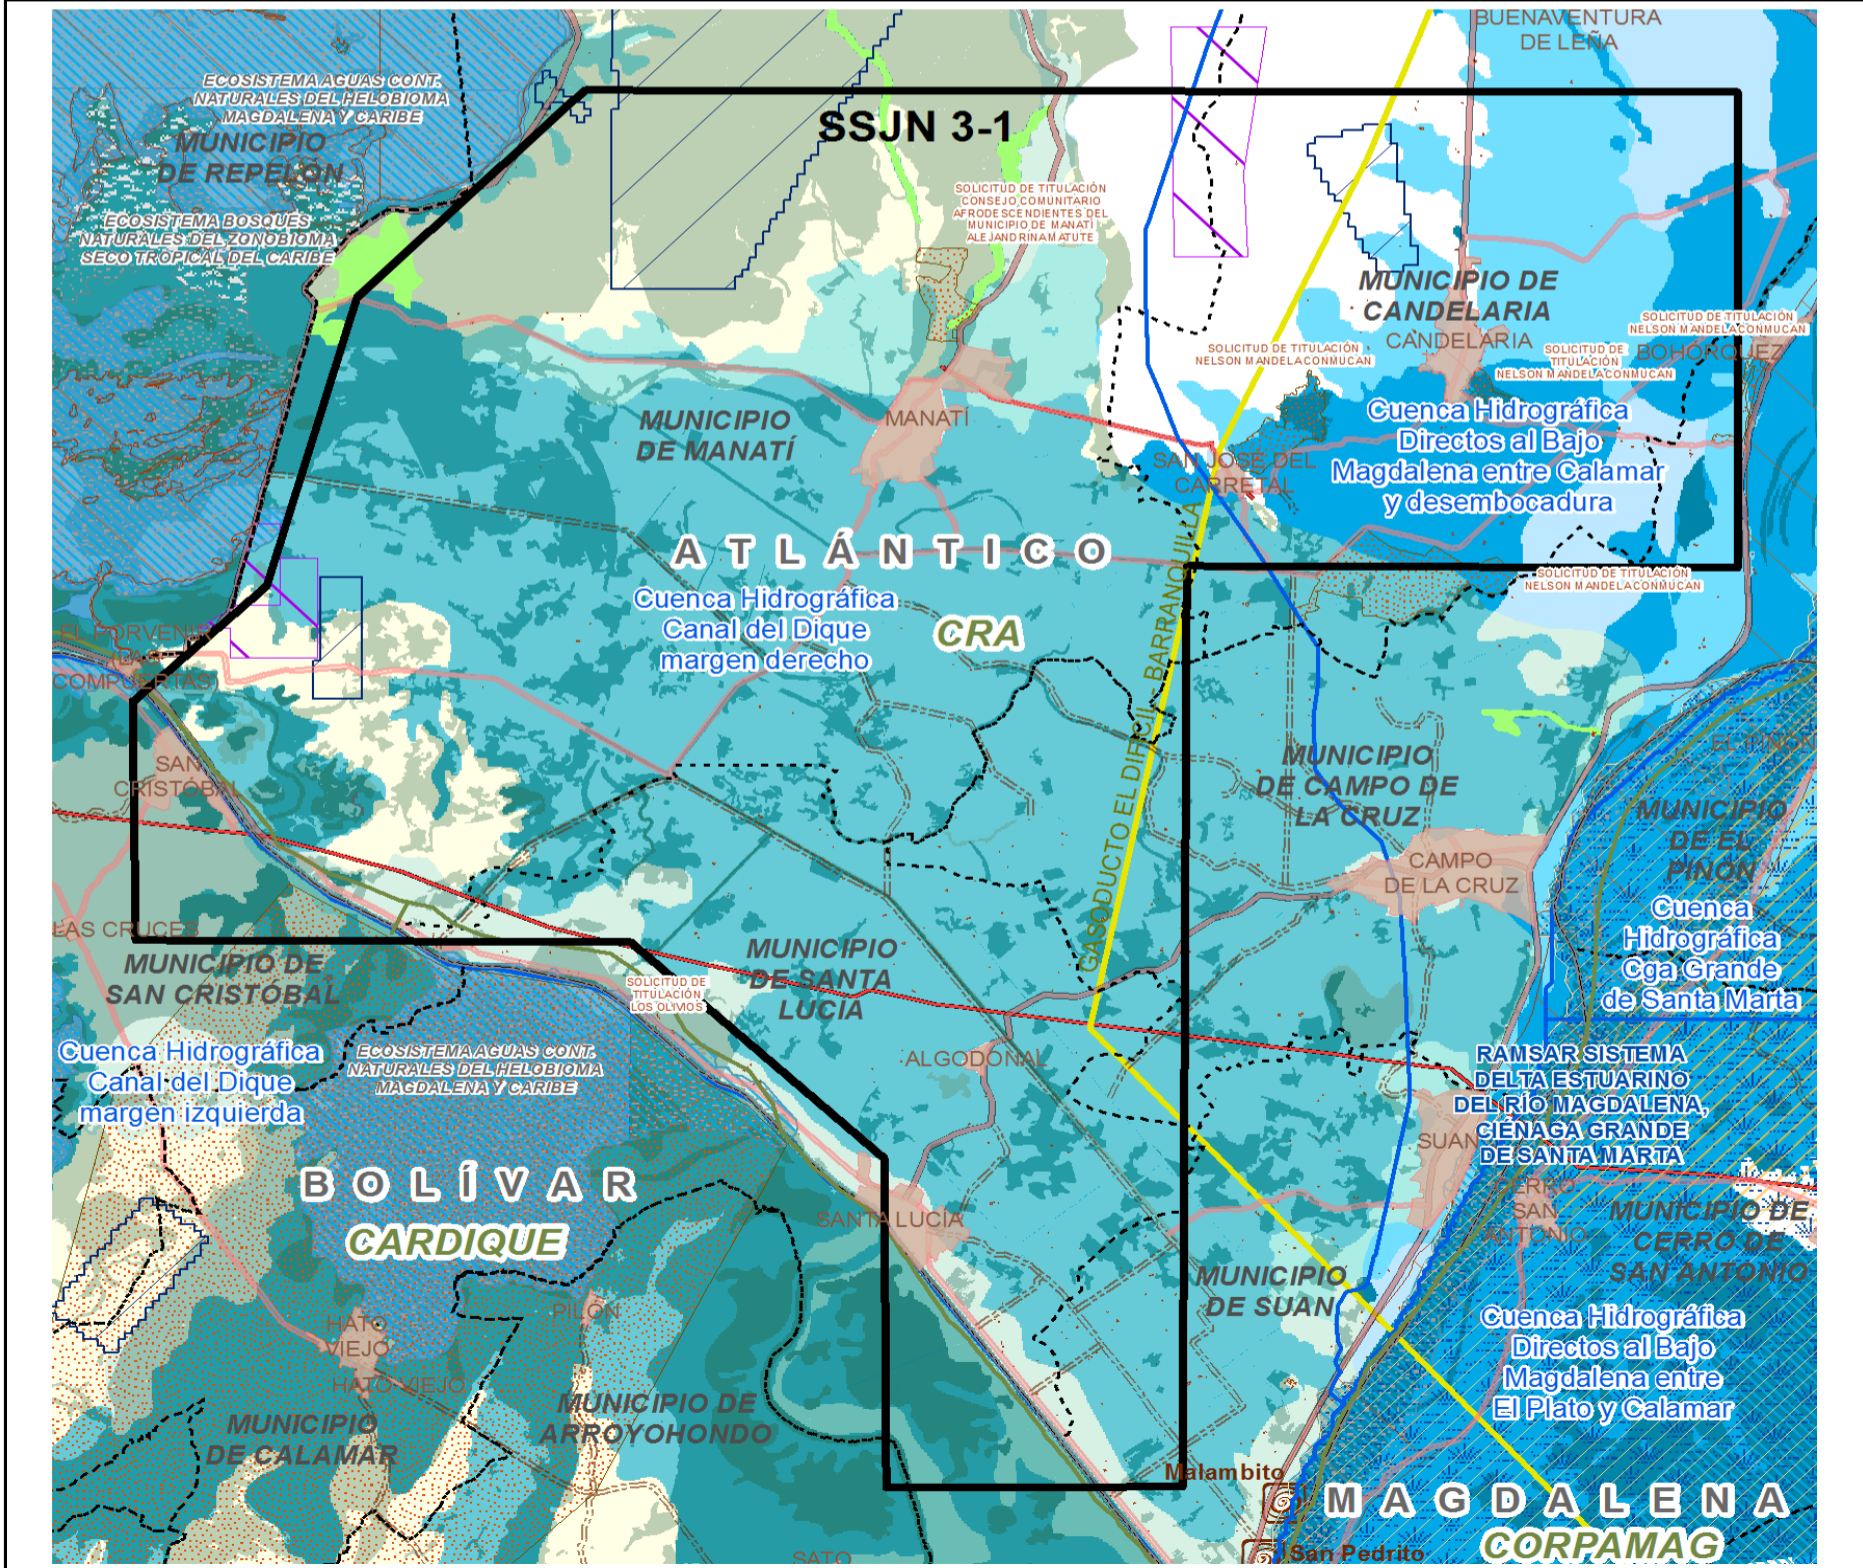 BUENAVENTURA
DE LEÑA
ECOSISTEMA AGUAS CONT.
NATURALES DEL HELOBIOMA
MAGDALENA Y CARIBE
MUNICIPIO
DE REPELÓN
ECOSISTEMA BOSQUES
NATURALES DEL ZONOBIOMA
SECO TROPICAL DEL CARIBE
SSJN 3-1
SOLICITUD DE TITULACIÓN
CONSEJO COMUNITARIO
AFRODESCENDIENTES DEL
MUNICIPIO DE MANATI
ALEJANDRINA MATUTE
MUNICIPIO DE
CANDELARIA
CANDELARIA
SOLICITUD DE TITULACIÓN
NELSON MANDELA CONMUCAN
BOHORQUEZ
SOLICITUD DE TITULACIÓN
NELSON MANDELA CONMUCAN
SOLICITUD DE
TITULACIÓN
NELSON MANDELA CONMUCAN
MUNICIPIO
DE MANATÍ
MANATÍ
Cuenca Hidrográfica
Directos al Bajo
Magdalena entre Calamar
y desembocadura
SAN JOSÉ DEL
CARRETAL
ATLÁNTICO
Cuenca Hidrográfica
Canal del Dique
margen derecho
CRA
SOLICITUD DE TITULACIÓN
NELSON MANDELA CONMUCAN
EL PORVENIR
(LAS
COMPUERTAS)
GASODUCTO EL DIFICIL - BARRANQUILLA
SAN
CRISTÓBAL
MUNICIPIO
DE CAMPO DE
LA CRUZ
EL PIÑON
MUNICIPIO
DE EL
PIÑÓN
CAMPO
DE LA CRUZ
LAS CRUCES
Cuenca
Hidrográfica
Cga Grande
de Santa Marta
MUNICIPIO DE
SAN CRISTÓBAL
MUNICIPIO
DE SANTA
LUCÍA
SOLICITUD DE
TITULACIÓN
LOS OLIVIOS
Cuenca Hidrográfica
Canal del Dique
margen izquierda
ECOSISTEMA AGUAS CONT.
NATURALES DEL HELOBIOMA
MAGDALENA Y CARIBE
ALGODONAL
RAMSAR SISTEMA
DELTA ESTUARINO
DEL RÍO MAGDALENA,
CIÉNAGA GRANDE
DE SANTA MARTA
SUAN
BOLÍVAR
CARDIQUE
CERRO
SAN
ANTONIO
SANTA LUCÍA
MUNICIPIO DE
CERRO DE
SAN ANTONIO
MUNICIPIO
DE SUAN
PILÓN
HATO
VIEJO
HATO VIEJO
Cuenca Hidrográfica
Directos al Bajo
Magdalena entre
El Plato y Calamar
MUNICIPIO
DE CALAMAR
MUNICIPIO DE
ARROYOHONDO
Malambito
MAGDALENA
CORPAMAG
San Pedrito
SATO